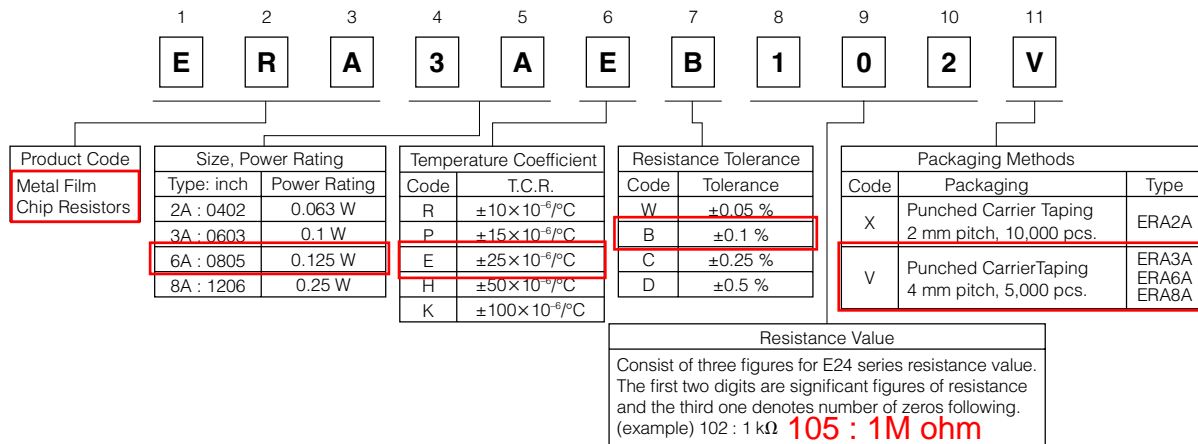 1 2 3 4 5 6 7 8 9 10 11
E R A 3 A E B 1 0 2 V
Product Code
Metal Film
Chip Resistors
Size, Power Rating
Type: inch Power Rating
2A : 0402 0.063 W
3A : 0603 0.1 W
6A : 0805 0.125 W
8A : 1206 0.25 W
Temperature Coefficient
Code T.C.R.
R ±10×10⁻⁶/°C
P ±15×10⁻⁶/°C
E ±25×10⁻⁶/°C
H ±50×10⁻⁶/°C
K ±100×10⁻⁶/°C
Resistance Tolerance
Code Tolerance
W ±0.05 %
B ±0.1 %
C ±0.25 %
D ±0.5 %
Packaging Methods
Code Packaging Type
X Punched Carrier Taping
2 mm pitch, 10,000 pcs. ERA2A
V Punched CarrierTaping
4 mm pitch, 5,000 pcs. ERA3A
ERA6A
ERA8A
Resistance Value
Consist of three figures for E24 series resistance value.
The first two digits are significant figures of resistance
and the third one denotes number of zeros following.
(example) 102 : 1 kΩ 105 : 1M ohm